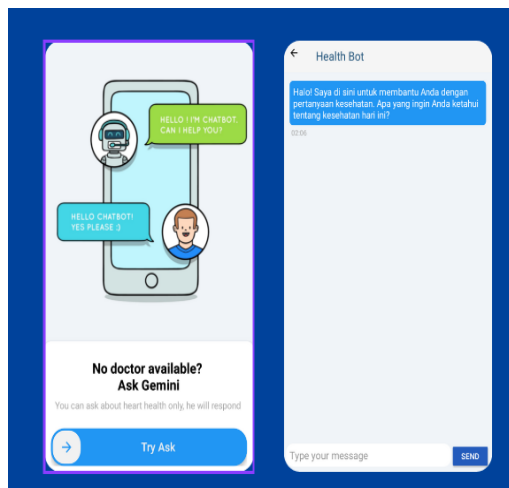 HELLO ! I'M CHATBOT.
CAN I HELP YOU?
HELLO CHATBOT!
YES PLEASE :)
No doctor available?
Ask Gemini
You can ask about heart health only, he will respond
Try Ask
Health Bot
Halo! Saya di sini untuk membantu Anda dengan
pertanyaan kesehatan. Apa yang ingin Anda ketahui
tentang kesehatan hari ini?
02:06
Type your message
SEND